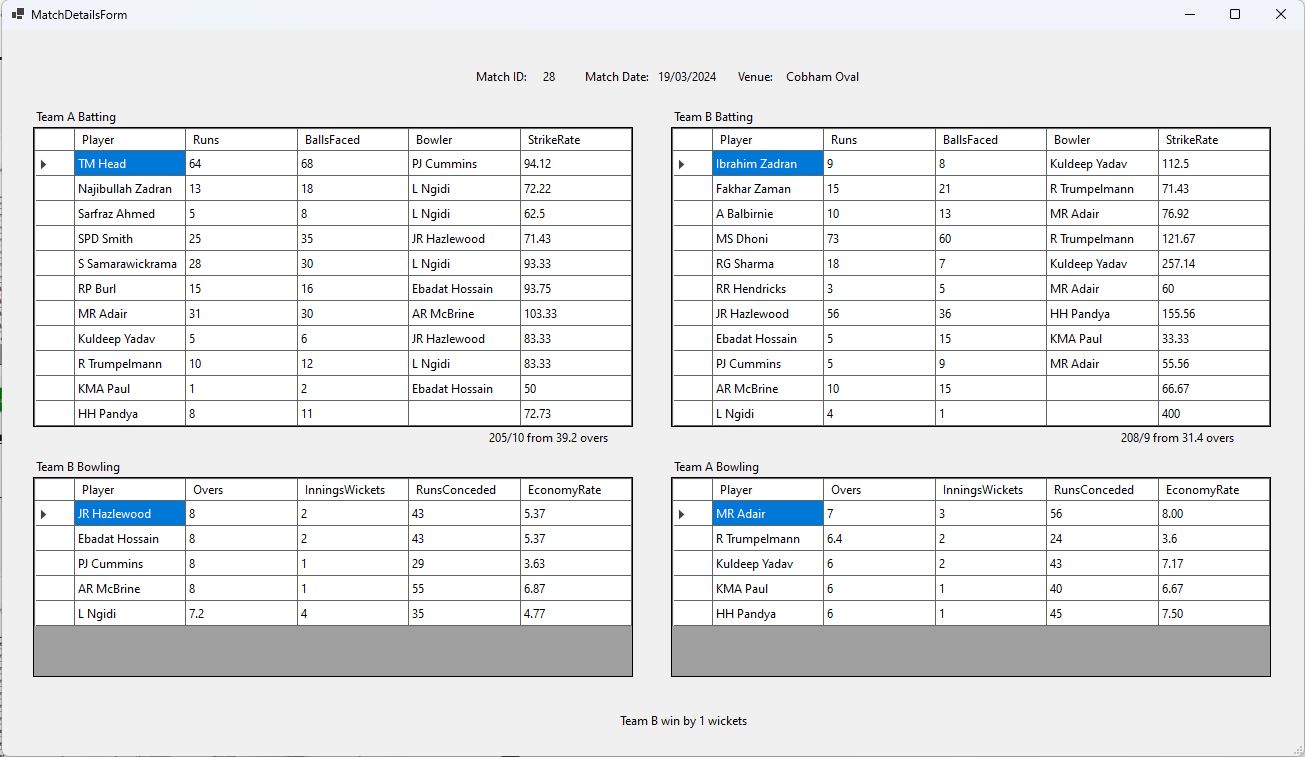 MatchDetailsForm
Match ID: 28 Match Date: 19/03/2024 Venue: Cobham Oval
Team A Batting
Player Runs BallsFaced Bowler StrikeRate
TM Head 64 68 PJ Cummins 94.12
Najibullah Zadran 13 18 L Ngidi 72.22
Sarfraz Ahmed 5 8 L Ngidi 62.5
SPD Smith 25 35 JR Hazlewood 71.43
S Samarawickrama 28 30 L Ngidi 93.33
RP Burl 15 16 Ebadat Hossain 93.75
MR Adair 31 30 AR McBrine 103.33
Kuldeep Yadav 5 6 JR Hazlewood 83.33
R Trumpelmann 10 12 L Ngidi 83.33
KMA Paul 1 2 Ebadat Hossain 50
HH Pandya 8 11 72.73
205/10 from 39.2 overs
Team B Batting
Player Runs BallsFaced Bowler StrikeRate
Ibrahim Zadran 9 8 Kuldeep Yadav 112.5
Fakhar Zaman 15 21 R Trumpelmann 71.43
A Balbirnie 10 13 MR Adair 76.92
MS Dhoni 73 60 R Trumpelmann 121.67
RG Sharma 18 7 Kuldeep Yadav 257.14
RR Hendricks 3 5 MR Adair 60
JR Hazlewood 56 36 HH Pandya 155.56
Ebadat Hossain 5 15 KMA Paul 33.33
PJ Cummins 5 9 MR Adair 55.56
AR McBrine 10 15 66.67
L Ngidi 4 1 400
208/9 from 31.4 overs
Team B Bowling
Player Overs InningsWickets RunsConceded EconomyRate
JR Hazlewood 8 2 43 5.37
Ebadat Hossain 8 2 43 5.37
PJ Cummins 8 1 29 3.63
AR McBrine 8 1 55 6.87
L Ngidi 7.2 4 35 4.77
Team A Bowling
Player Overs InningsWickets RunsConceded EconomyRate
MR Adair 7 3 56 8.00
R Trumpelmann 6.4 2 24 3.6
Kuldeep Yadav 6 2 43 7.17
KMA Paul 6 1 40 6.67
HH Pandya 6 1 45 7.50
Team B win by 1 wickets